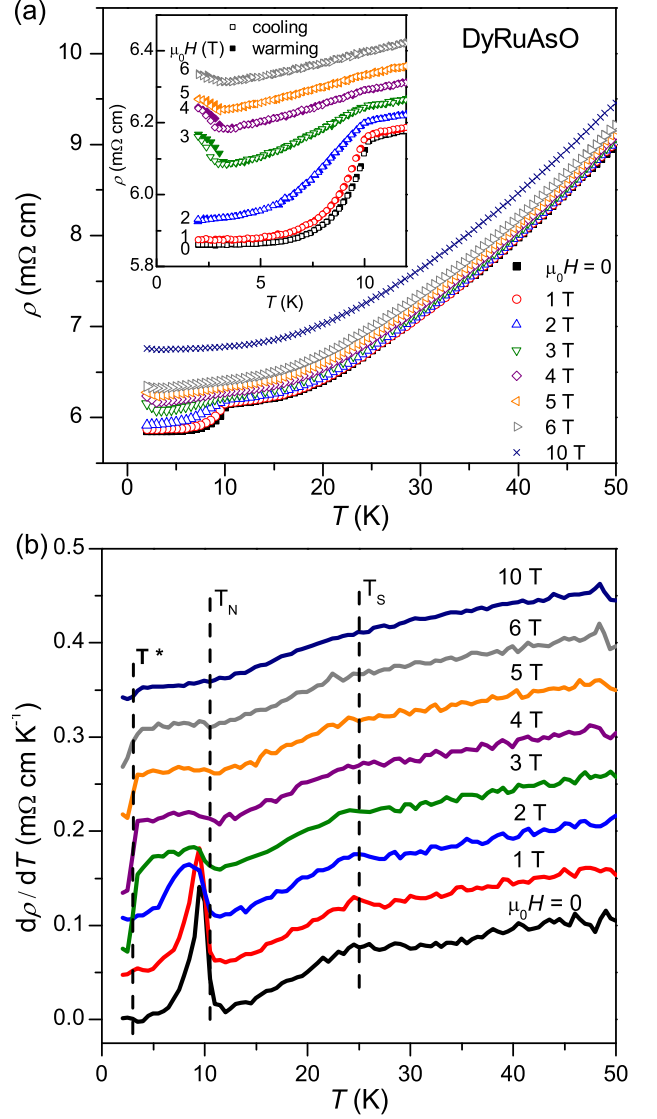 (a)
DyRuAsO
cooling
warming
μ₀H (T)
6
5
4
3
2
1
0
6.4
6.2
6.0
5.8
ρ (mΩ cm)
0 5 10
T (K)
10
9
8
7
6
ρ (mΩ cm)
μ₀H = 0
1 T
2 T
3 T
4 T
5 T
6 T
10 T
0 10 20 30 40 50
T (K)
(b)
0.5
0.4
0.3
0.2
0.1
0.0
dρ / dT (mΩ cm K⁻¹)
T *
T_N
T_S
10 T
6 T
5 T
4 T
3 T
2 T
1 T
μ₀H = 0
0 10 20 30 40 50
T (K)